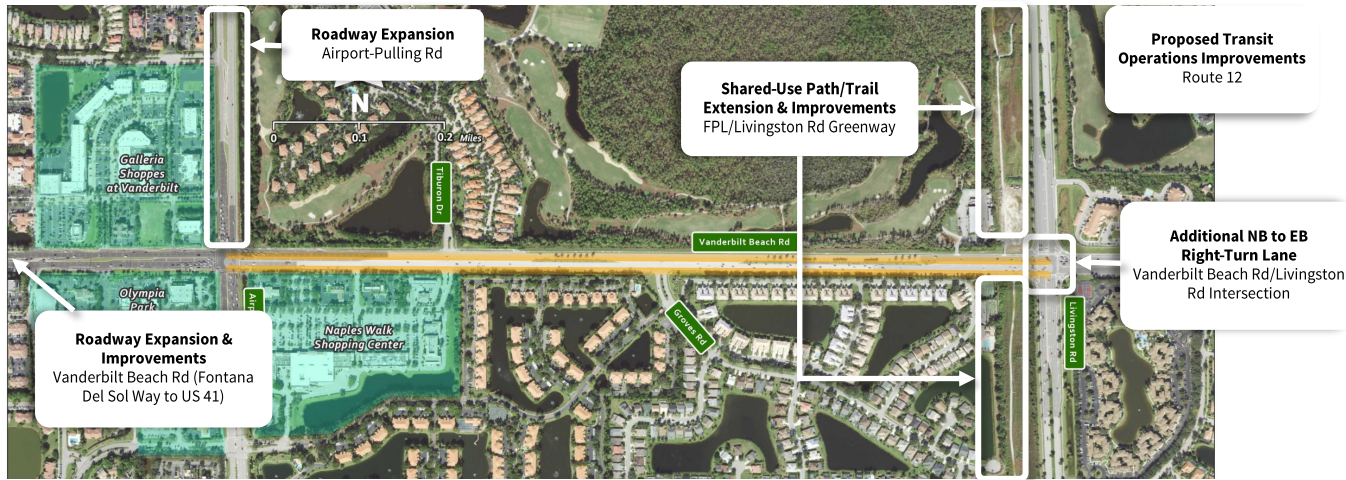 Roadway Expansion
Airport-Pulling Rd
Proposed Transit
Operations Improvements
Route 12
Shared-Use Path/Trail
Extension & Improvements
FPL/Livingston Rd Greenway
N
0 0.1 0.2 Miles
Galleria
Shoppes
at Vanderbilt
Tiburon Dr
Vanderbilt Beach Rd
Additional NB to EB
Right-Turn Lane
Vanderbilt Beach Rd/Livingston
Rd Intersection
Olympia
Park
Naples Walk
Shopping Center
Groves Rd
Livingston Rd
Roadway Expansion &
Improvements
Vanderbilt Beach Rd (Fontana
Del Sol Way to US 41)